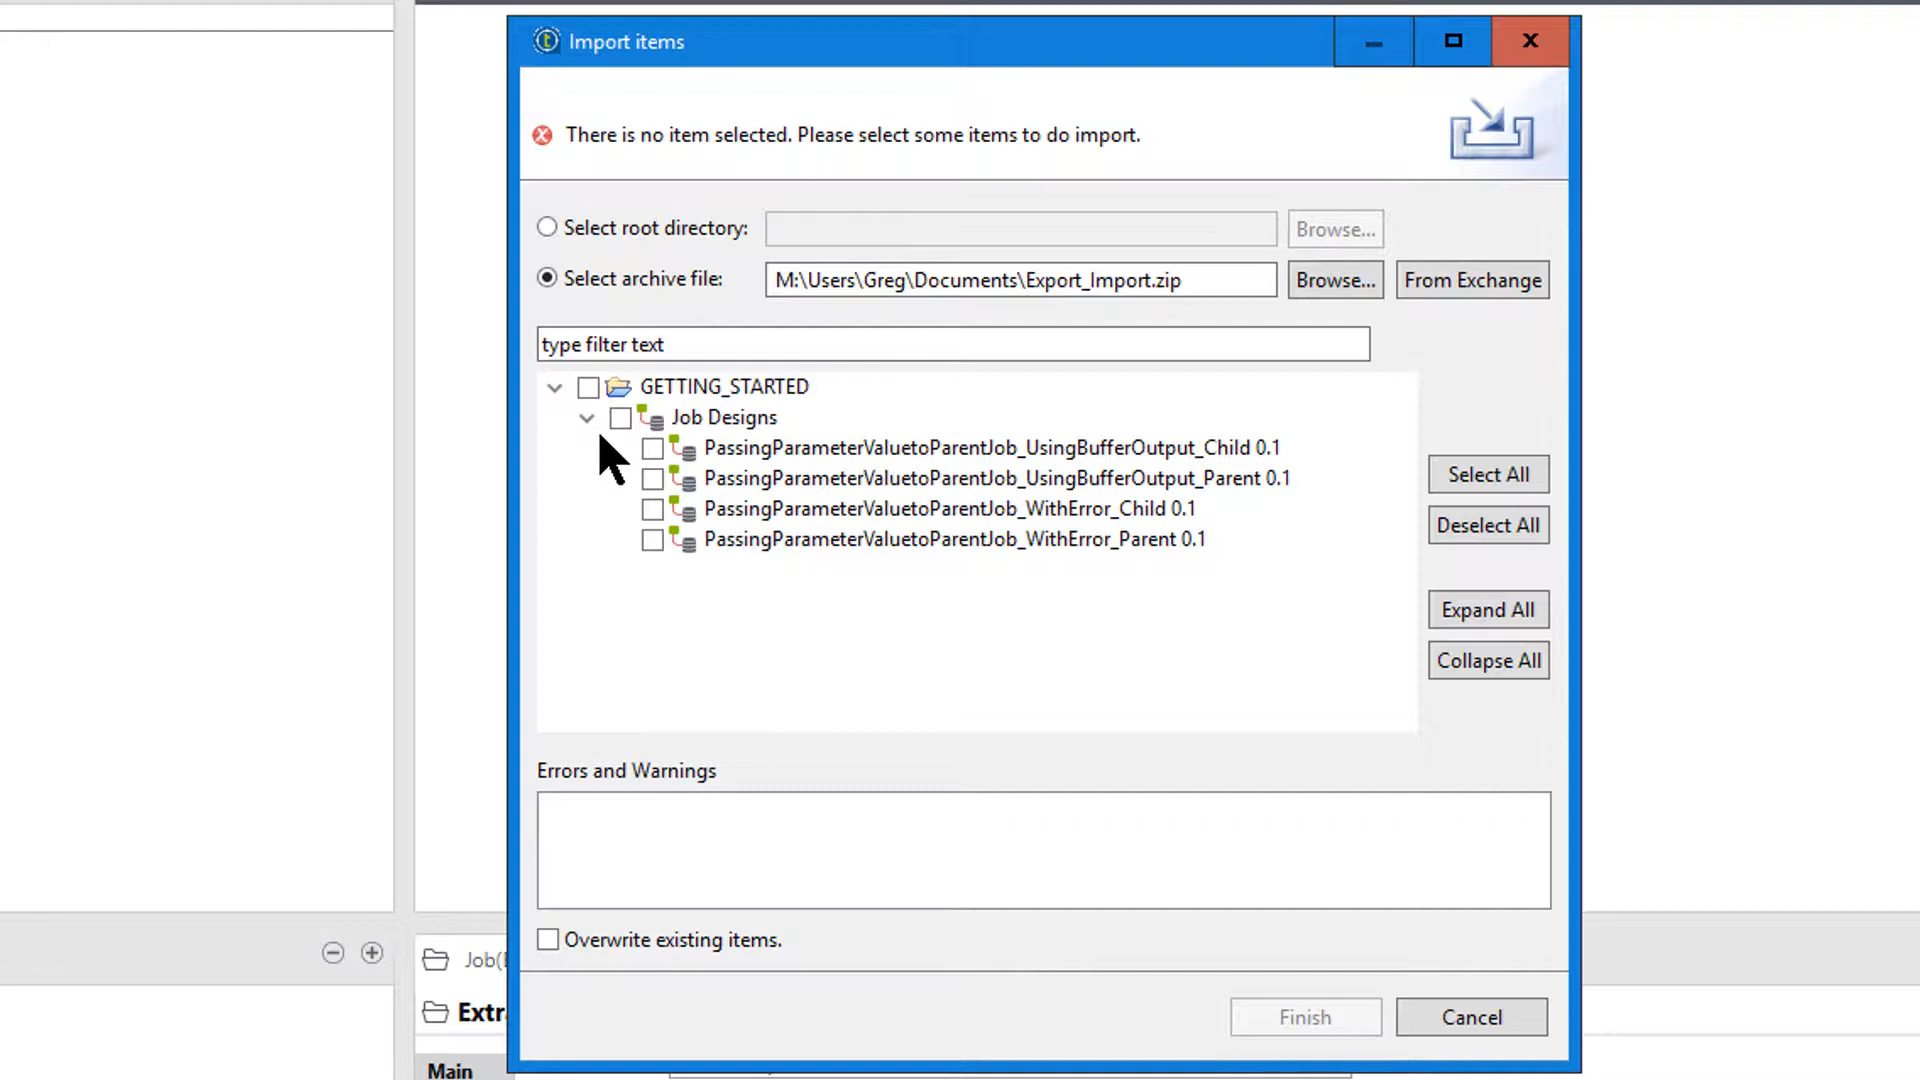 Import items
There is no item selected. Please select some items to do import.
Select root directory:
Browse...
Select archive file:
M:\Users\Greg\Documents\Export_Import.zip
Browse...
From Exchange
type filter text
GETTING_STARTED
Job Designs
PassingParameterValuetoParentJob_UsingBufferOutput_Child 0.1
PassingParameterValuetoParentJob_UsingBufferOutput_Parent 0.1
PassingParameterValuetoParentJob_WithError_Child 0.1
PassingParameterValuetoParentJob_WithError_Parent 0.1
Select All
Deselect All
Expand All
Collapse All
Errors and Warnings
Overwrite existing items.
Finish
Cancel
Job(
Extr
Main